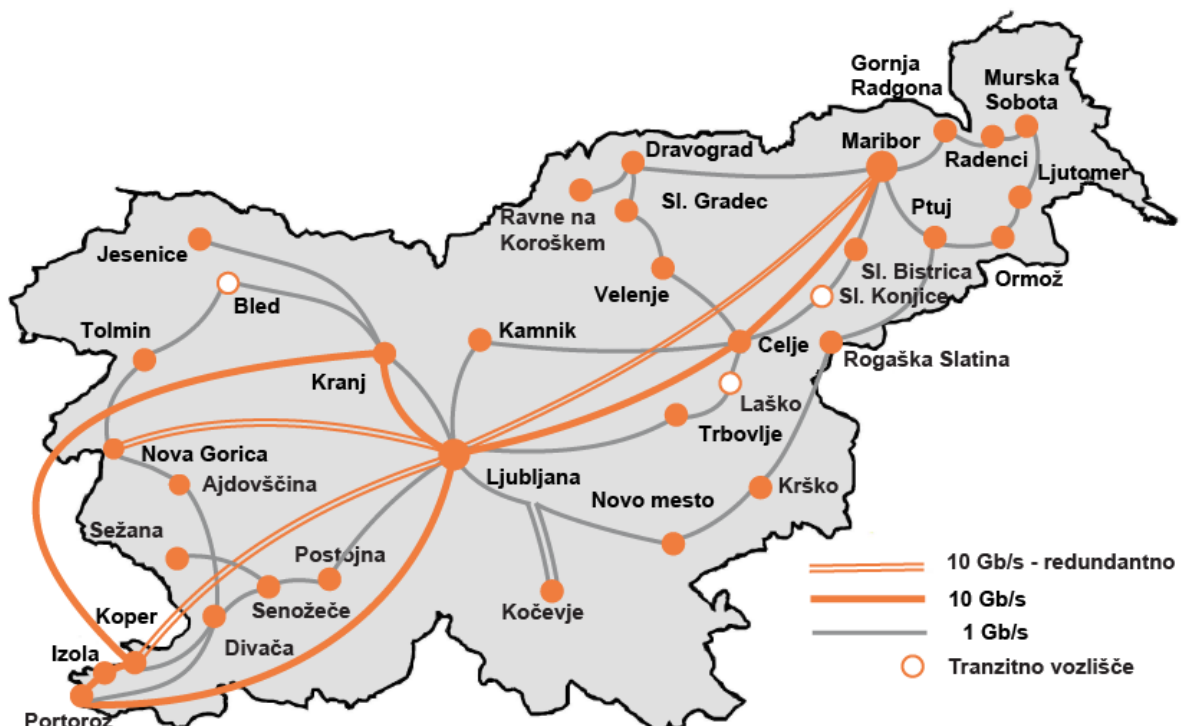 Gornja
Radgona
Murska
Sobota
Maribor
Dravograd
Radenci
Ljutomer
Sl. Gradec
Ptuj
Ravne na
Koroškem
Jesenice
Sl. Bistrica
Ormož
Velenje
Sl. Konjice
Bled
Tolmin
Kamnik
Celje
Rogaška Slatina
Kranj
Laško
Trbovlje
Nova Gorica
Ljubljana
Ajdovščina
Krško
Novo mesto
Sežana
Postojna
Senožeče
Kočevje
Koper
Divača
Izola
Portorož
10 Gb/s - redundantno
10 Gb/s
1 Gb/s
Tranzitno vozlišče